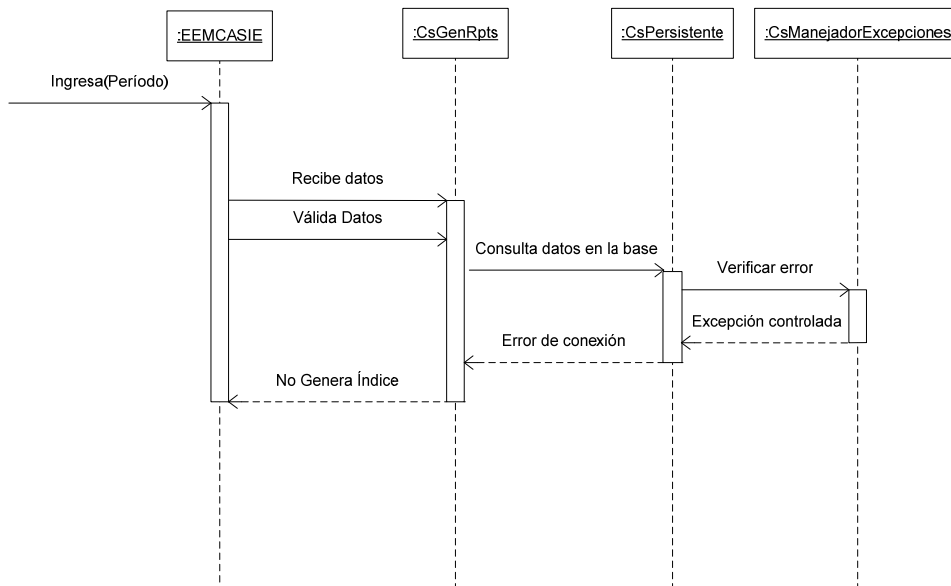 :EEMCASIE
:CsGenRpts
:CsPersistente
:CsManejadorExcepciones
Ingresa(Período)
Recibe datos
Válida Datos
Consulta datos en la base
Verificar error
Excepción controlada
Error de conexión
No Genera Índice